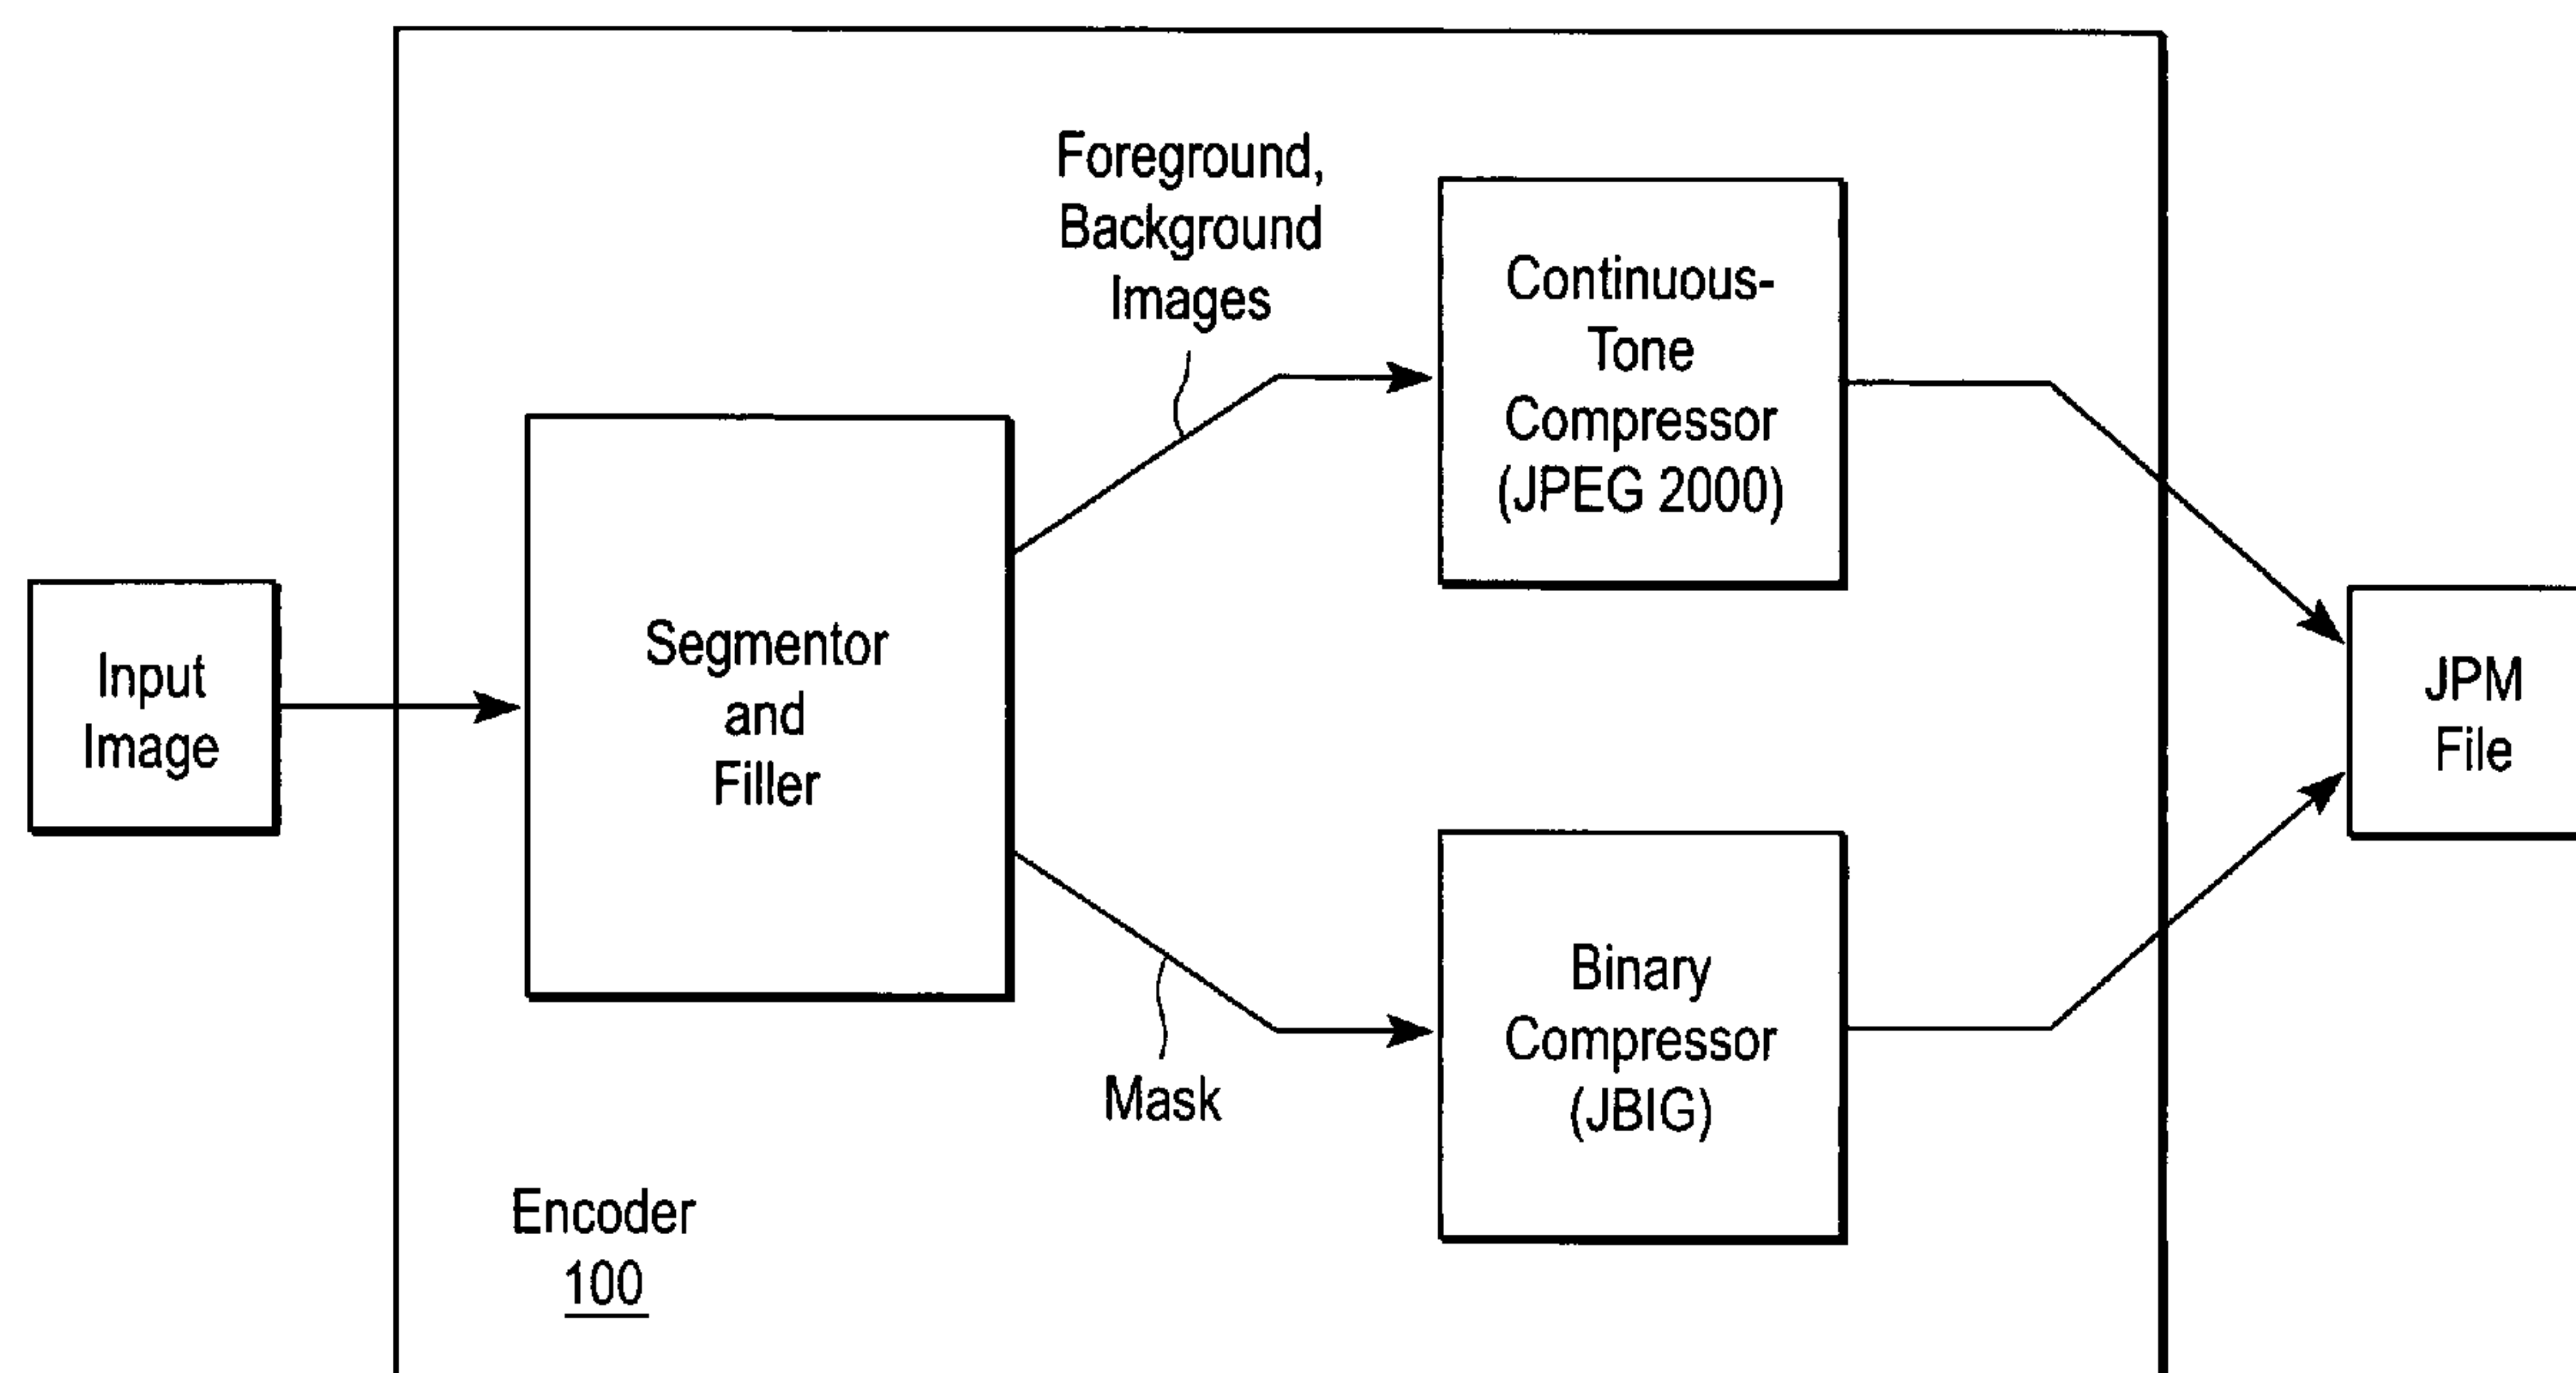 Foreground,
Background
Images
Continuous-
Tone
Compressor
(JPEG 2000)
Segmentor
and
Filler
Input
Image
JPM
File
Binary
Compressor
(JBIG)
Mask
Encoder
100